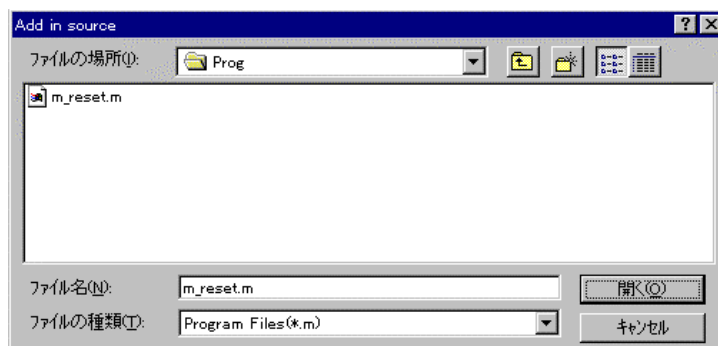 Add in source
ファイルの場所(I):
Prog
m_reset.m
ファイル名(N):
m_reset.m
開く(O)
ファイルの種類(T):
Program Files(*.m)
キャンセル